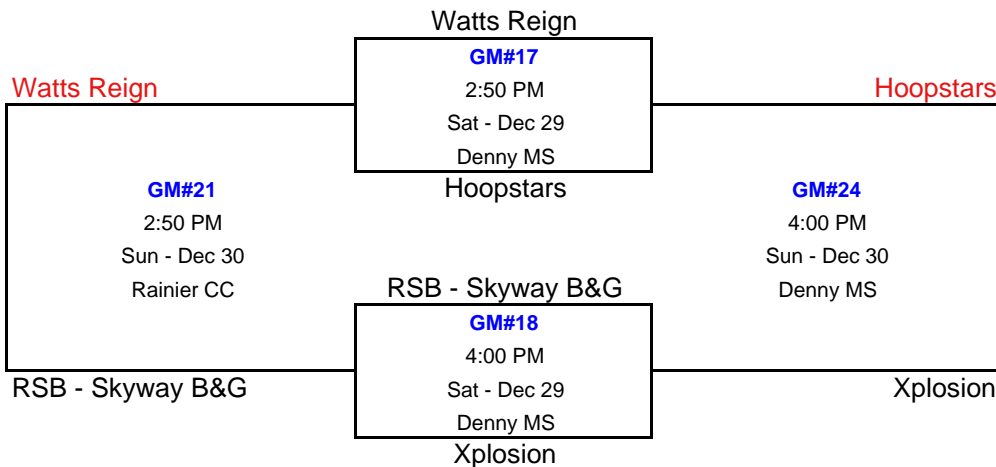 Watts Reign
GM#17
2:50 PM
Sat - Dec 29
Denny MS
Hoopstars
Watts Reign
Hoopstars
GM#21
2:50 PM
Sun - Dec 30
Rainier CC
GM#24
4:00 PM
Sun - Dec 30
Denny MS
RSB - Skyway B&G
GM#18
4:00 PM
Sat - Dec 29
Denny MS
Xplosion
RSB - Skyway B&G
Xplosion